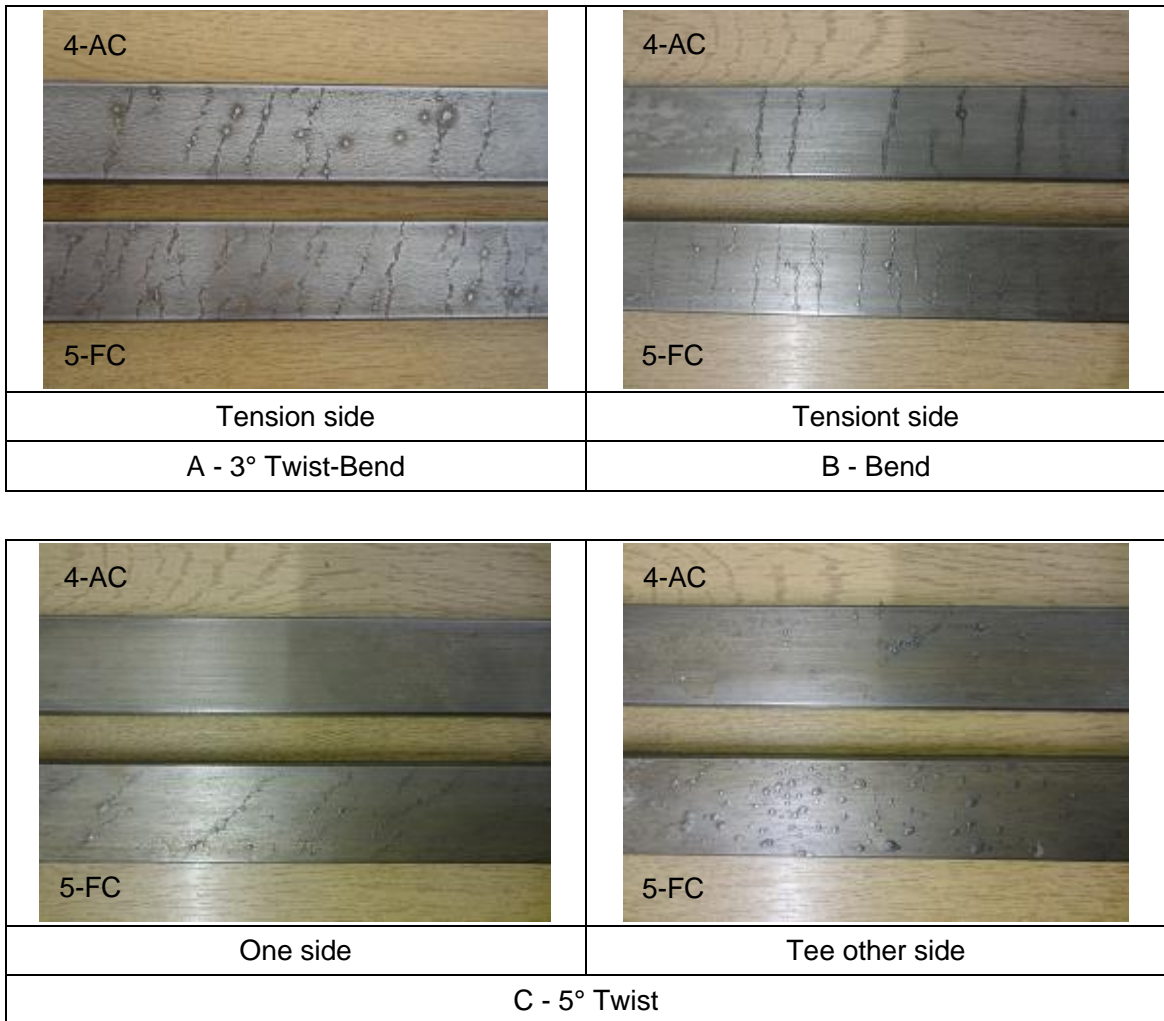 4-AC
4-AC
5-FC
5-FC
Tension side
Tensiont side
A - 3° Twist-Bend
B - Bend
4-AC
4-AC
5-FC
5-FC
One side
Tee other side
C - 5° Twist